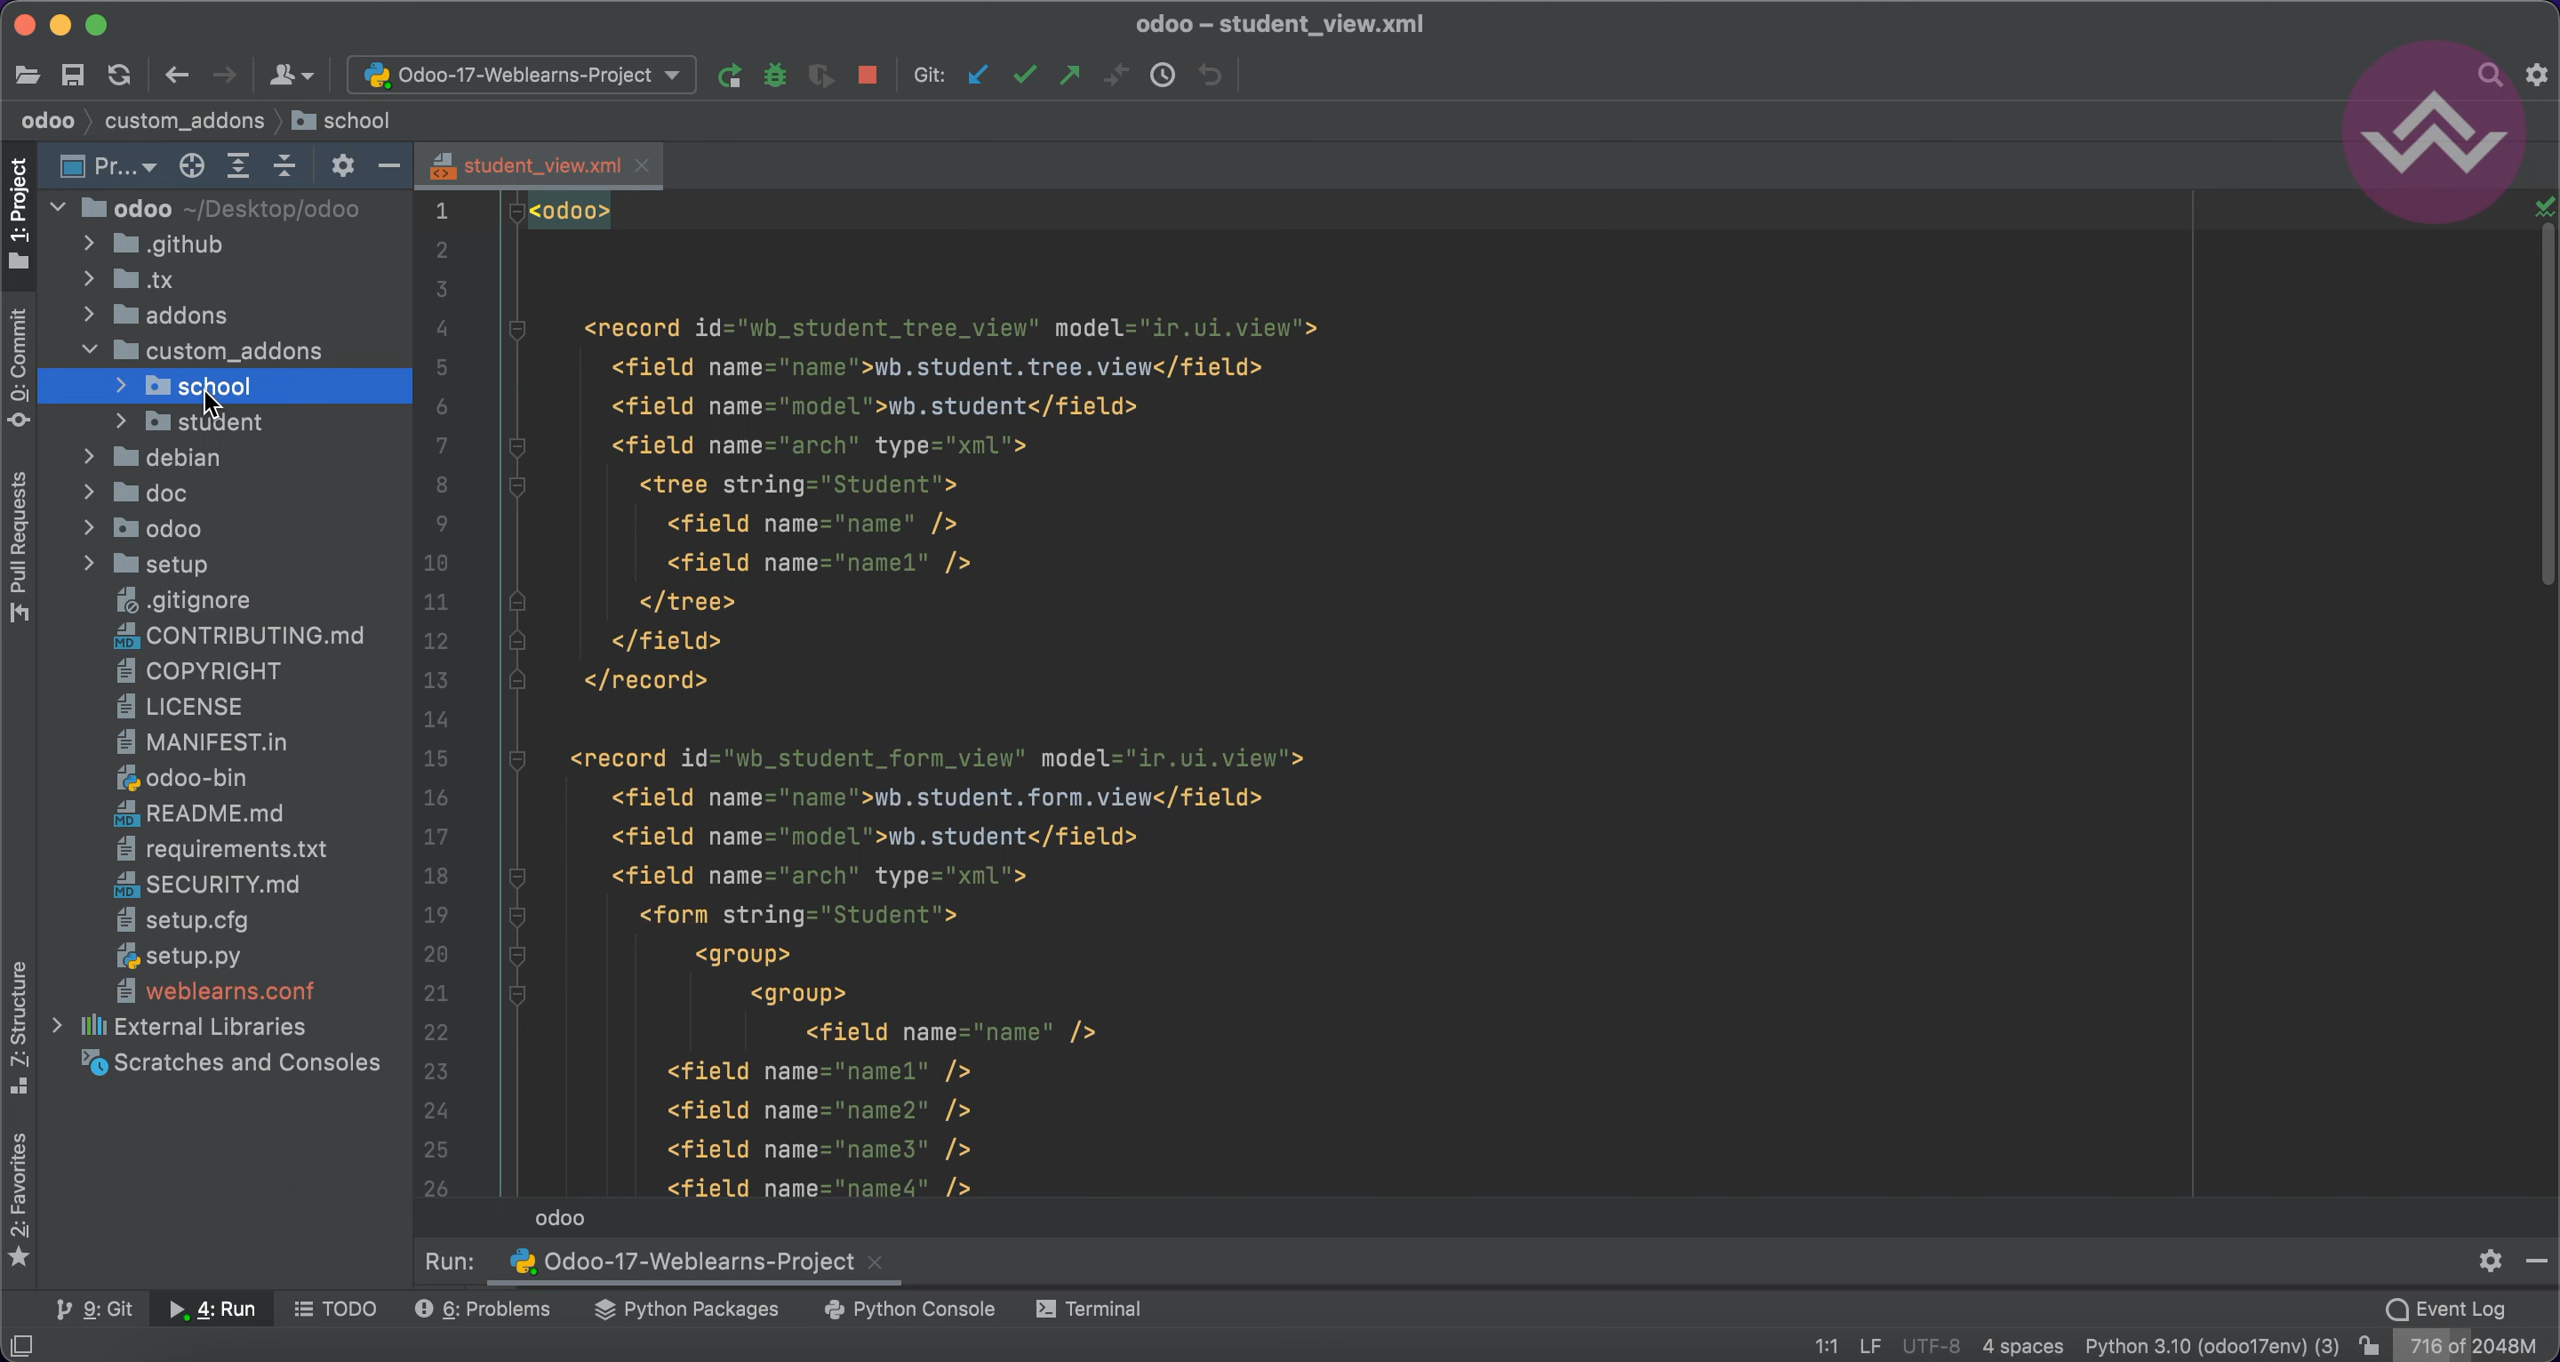 odoo – student_view.xml
Odoo-17-Weblearns-Project
Git:
odoo
custom_addons
school
1: Project
0: Commit
Pull Requests
7: Structure
2: Favorites
Pr...
odoo ~/Desktop/odoo
.github
.tx
addons
custom_addons
school
student
debian
doc
odoo
setup
.gitignore
CONTRIBUTING.md
COPYRIGHT
LICENSE
MANIFEST.in
odoo-bin
README.md
requirements.txt
SECURITY.md
setup.cfg
setup.py
weblearns.conf
External Libraries
Scratches and Consoles
student_view.xml
1 <odoo>
2
3
4 <record id="wb_student_tree_view" model="ir.ui.view">
5 <field name="name">wb.student.tree.view</field>
6 <field name="model">wb.student</field>
7 <field name="arch" type="xml">
8 <tree string="Student">
9 <field name="name" />
10 <field name="name1" />
11 </tree>
12 </field>
13 </record>
14
15 <record id="wb_student_form_view" model="ir.ui.view">
16 <field name="name">wb.student.form.view</field>
17 <field name="model">wb.student</field>
18 <field name="arch" type="xml">
19 <form string="Student">
20 <group>
21 <group>
22 <field name="name" />
23 <field name="name1" />
24 <field name="name2" />
25 <field name="name3" />
26 <field name="name4" />
odoo
Run: Odoo-17-Weblearns-Project
9: Git
4: Run
TODO
6: Problems
Python Packages
Python Console
Terminal
Event Log
1:1 LF UTF-8 4 spaces Python 3.10 (odoo17env) (3) 716 of 2048M